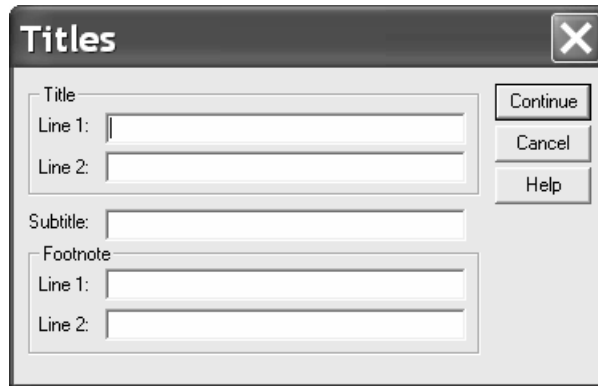 Titles
Title
Line 1:
Line 2:
Subtitle:
Footnote
Line 1:
Line 2:
Continue
Cancel
Help